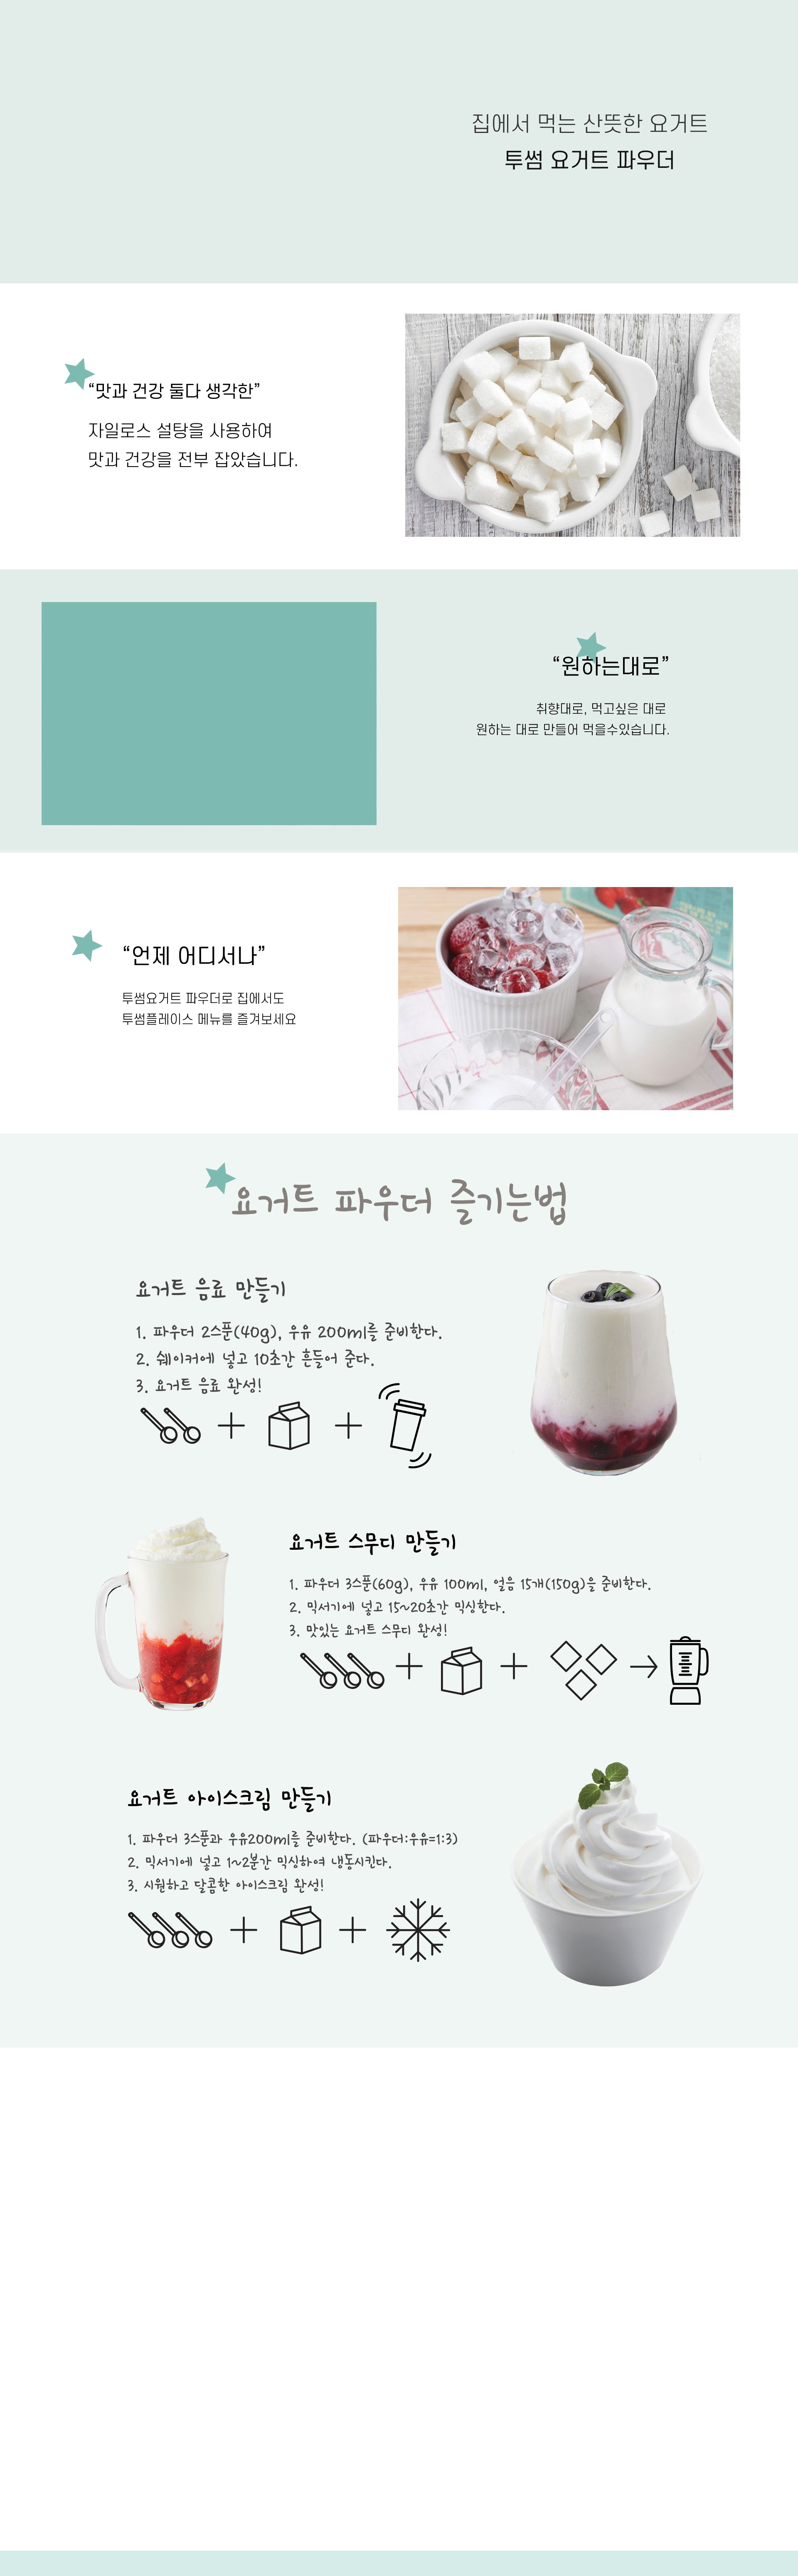 집에서 먹는 산뜻한 요거트
투썸 요거트 파우더
“맛과 건강 둘다 생각한”
자일로스 설탕을 사용하여
맛과 건강을 전부 잡았습니다.
“원하는대로”
취향대로, 먹고싶은 대로
원하는 대로 만들어 먹을수있습니다.
“언제 어디서나”
투썸요거트 파우더로 집에서도
투썸플레이스 메뉴를 즐겨보세요
요거트 파우더 즐기는법
요거트 음료 만들기
1. 파우더 2스푼(40g), 우유 200ml를 준비한다.
2. 쉐이커에 넣고 10초간 흔들어 준다.
3. 요거트 음료 완성!
요거트 스무디 만들기
1. 파우더 3스푼(60g), 우유 100ml, 얼음 15개(150g)을 준비한다.
2. 믹서기에 넣고 15~20초간 믹싱한다.
3. 맛있는 요거트 스무디 완성!
요거트 아이스크림 만들기
1. 파우더 3스푼과 우유200ml를 준비한다. (파우더:우유=1:3)
2. 믹서기에 넣고 1~2분간 믹싱하여 냉동시킨다.
3. 시원하고 달콤한 아이스크림 완성!